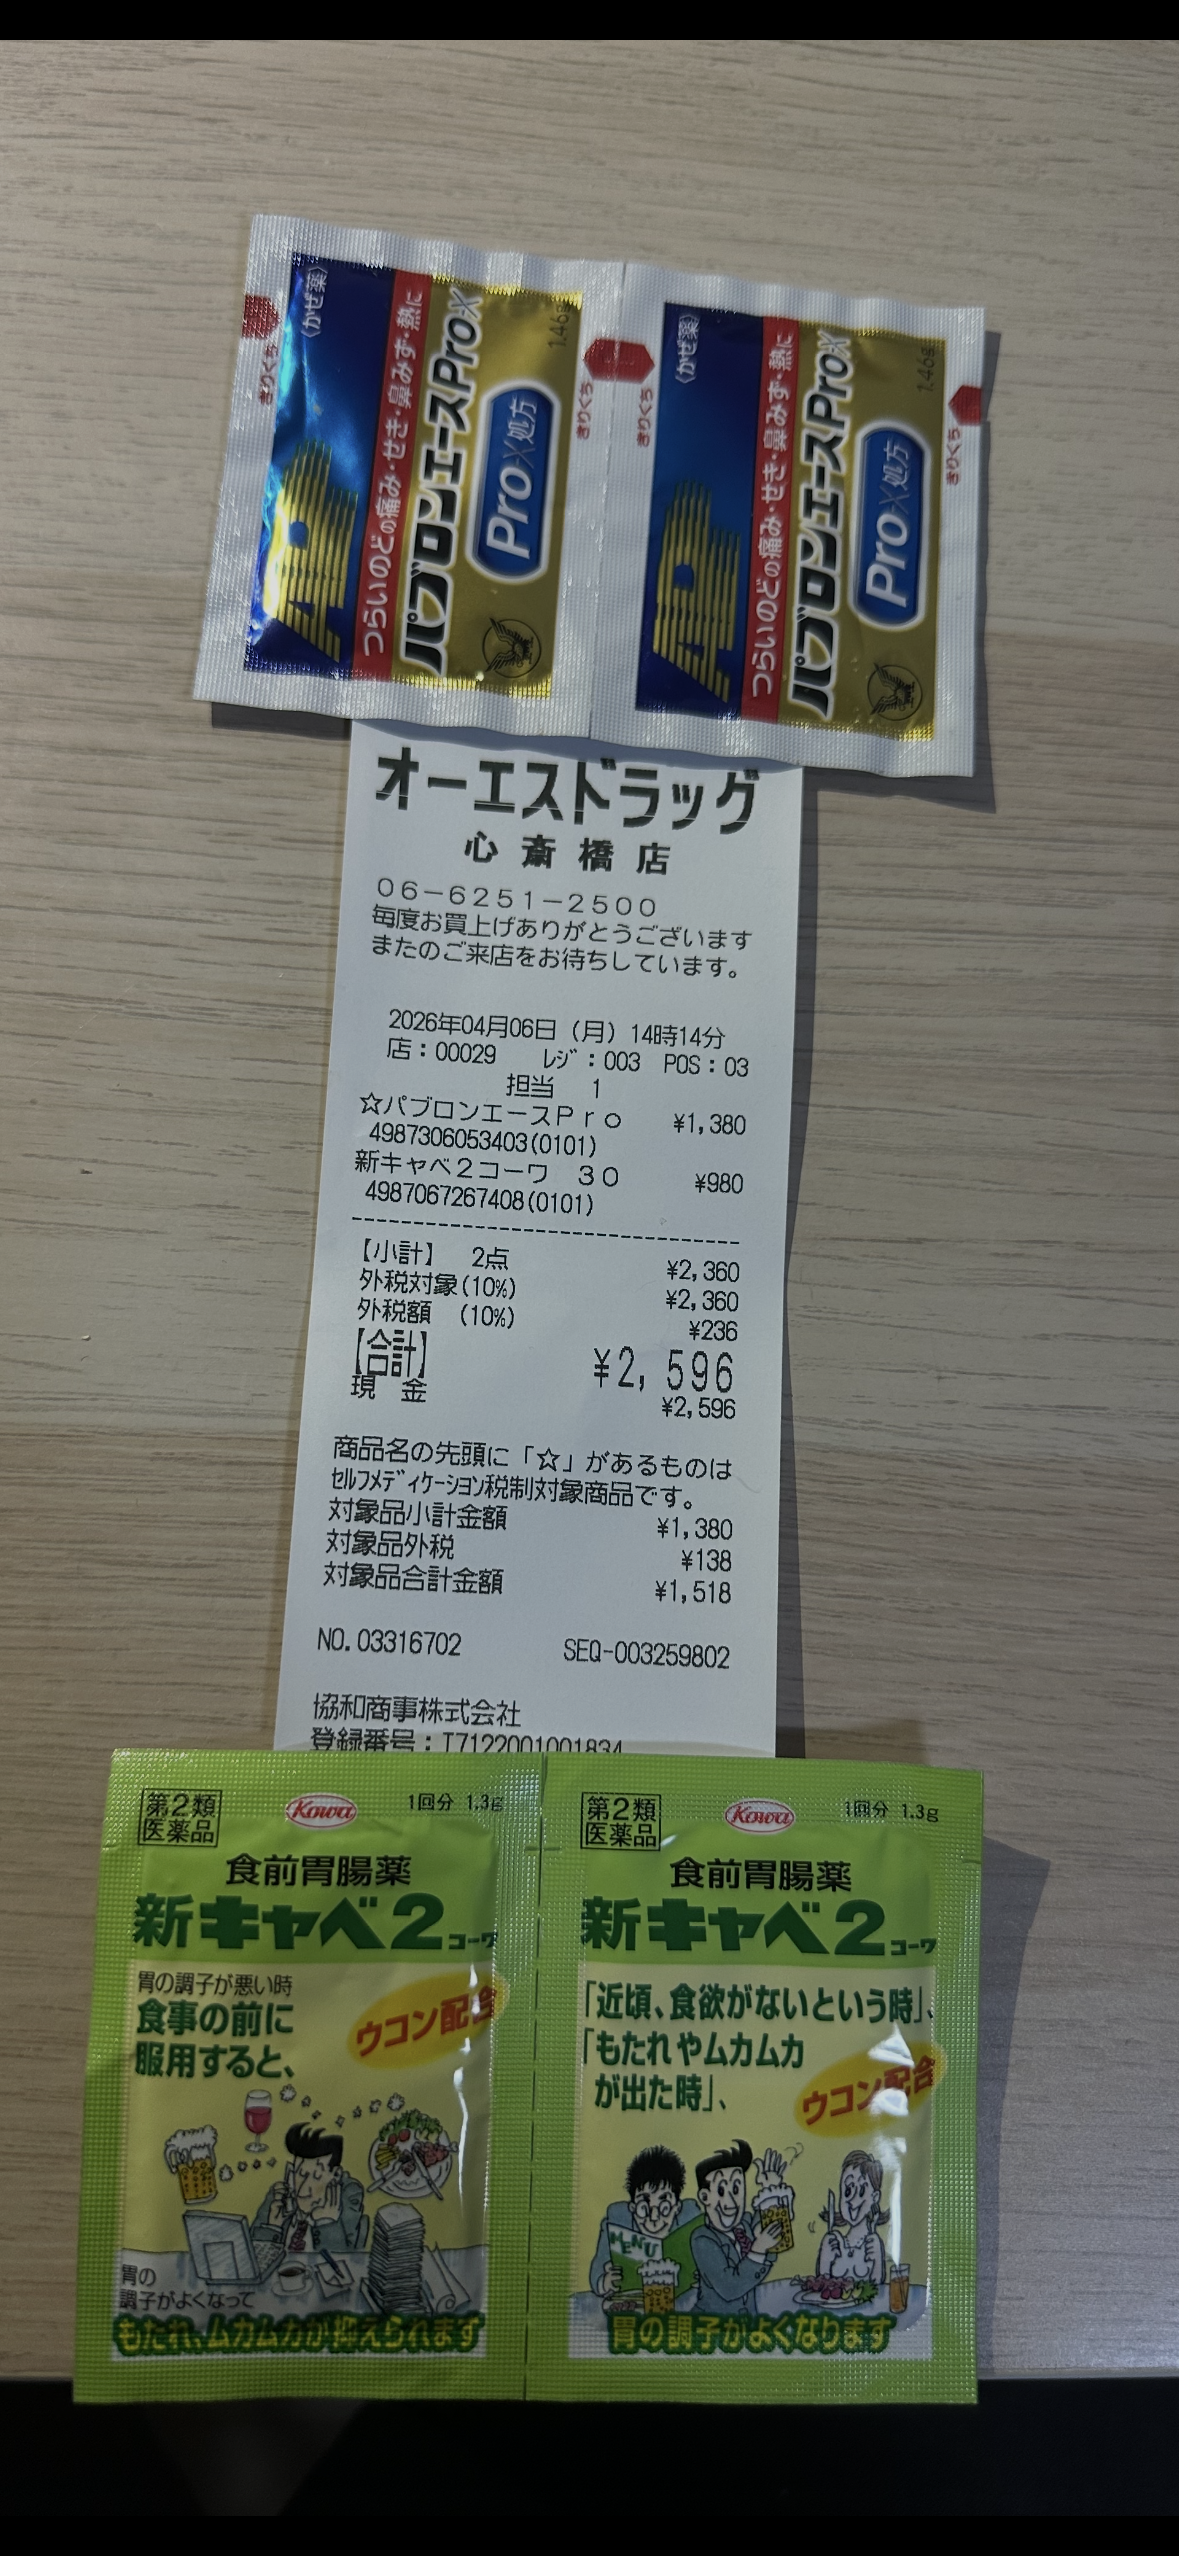 〈かぜ薬〉
つらいのどの痛み・せき・鼻みず・熱に
パブロンエースPro-X
Pro-X処方
1.46g
きりくち
きりくち
〈かぜ薬〉
つらいのどの痛み・せき・鼻みず・熱に
パブロンエースPro-X
Pro-X処方
1.46g
きりくち
きりくち
オーエスドラッグ
心斎橋店
06-6251-2500
毎度お買上げありがとうございます
またのご来店をお待ちしています。
2026年04月06日(月)14時14分
店:00029 レジ:003 POS:03
担当 1
☆パブロンエースPro ¥1,380
4987306053403(0101)
新キャベ2コーワ 30 ¥980
4987067267408(0101)
【小計】 2点 ¥2,360
外税対象(10%) ¥2,360
外税額 (10%) ¥236
【合計】 ¥2,596
現 金 ¥2,596
商品名の先頭に「☆」があるものは
セルフメディケーション税制対象商品です。
対象品小計金額 ¥1,380
対象品外税 ¥138
対象品合計金額 ¥1,518
NO.03316702 SEQ-003259802
協和商事株式会社
登録番号:T7122001001834
第2類
医薬品
Kowa
1回分 1.3g
食前胃腸薬
新キャベ2コーワ
胃の調子が悪い時
食事の前に
服用すると、
ウコン配合
胃の
調子がよくなって
もたれ、ムカムカが抑えられます
第2類
医薬品
Kowa
1回分 1.3g
食前胃腸薬
新キャベ2コーワ
「近頃、食欲がないという時」、
「もたれやムカムカ
が出た時」、
ウコン配合
MENU
胃の調子がよくなります